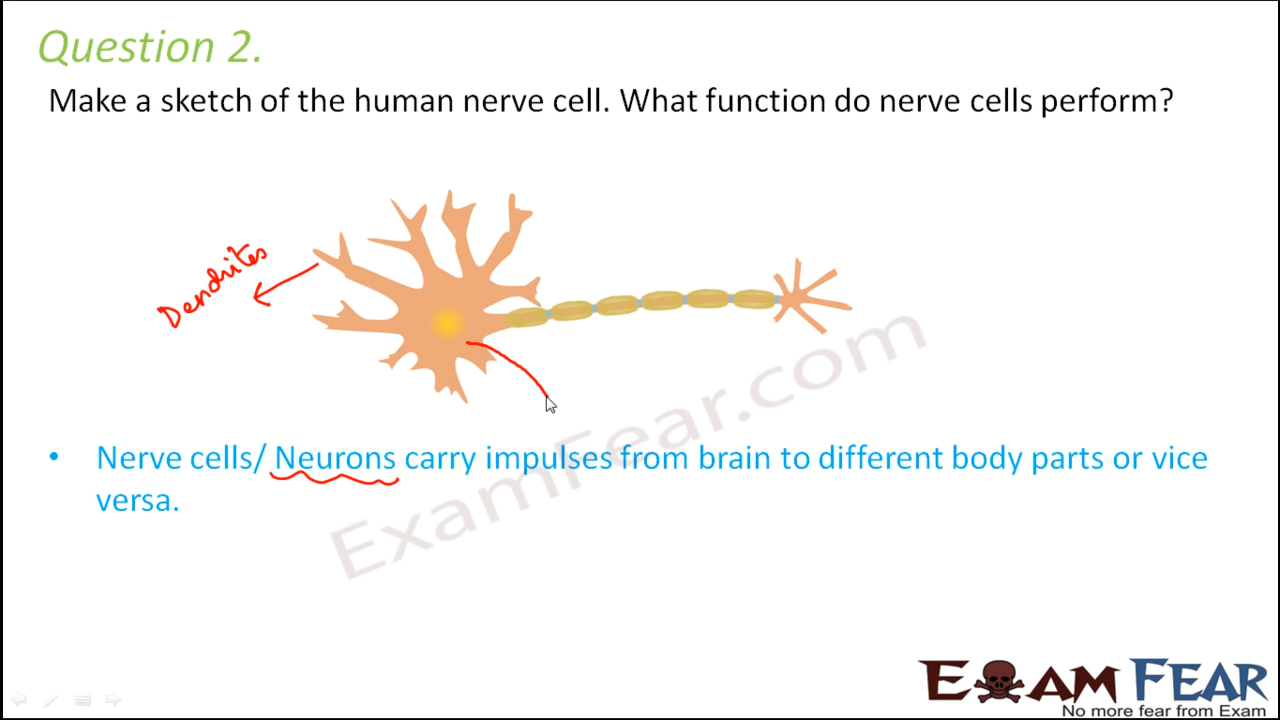 Question 2.
Make a sketch of the human nerve cell. What function do nerve cells perform?
Dendrites
• Nerve cells/ Neurons carry impulses from brain to different body parts or vice
versa.
ExamFear.com
EXAM FEAR
No more fear from Exam